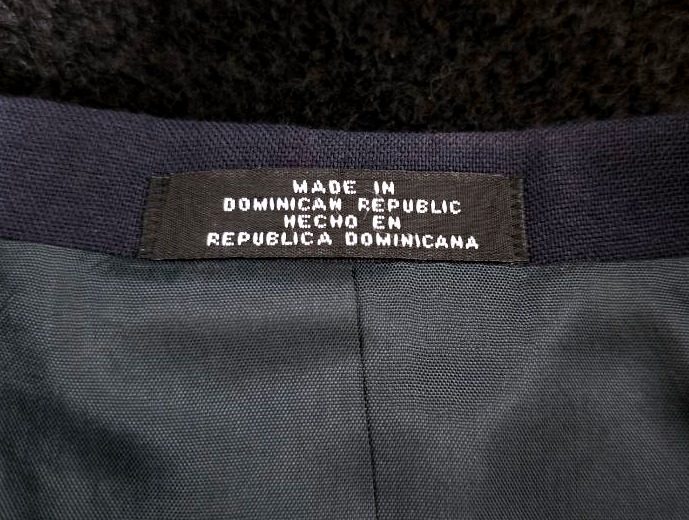 MADE IN
DOMINICAN REPUBLIC
HECHO EN
REPUBLICA DOMINICANA